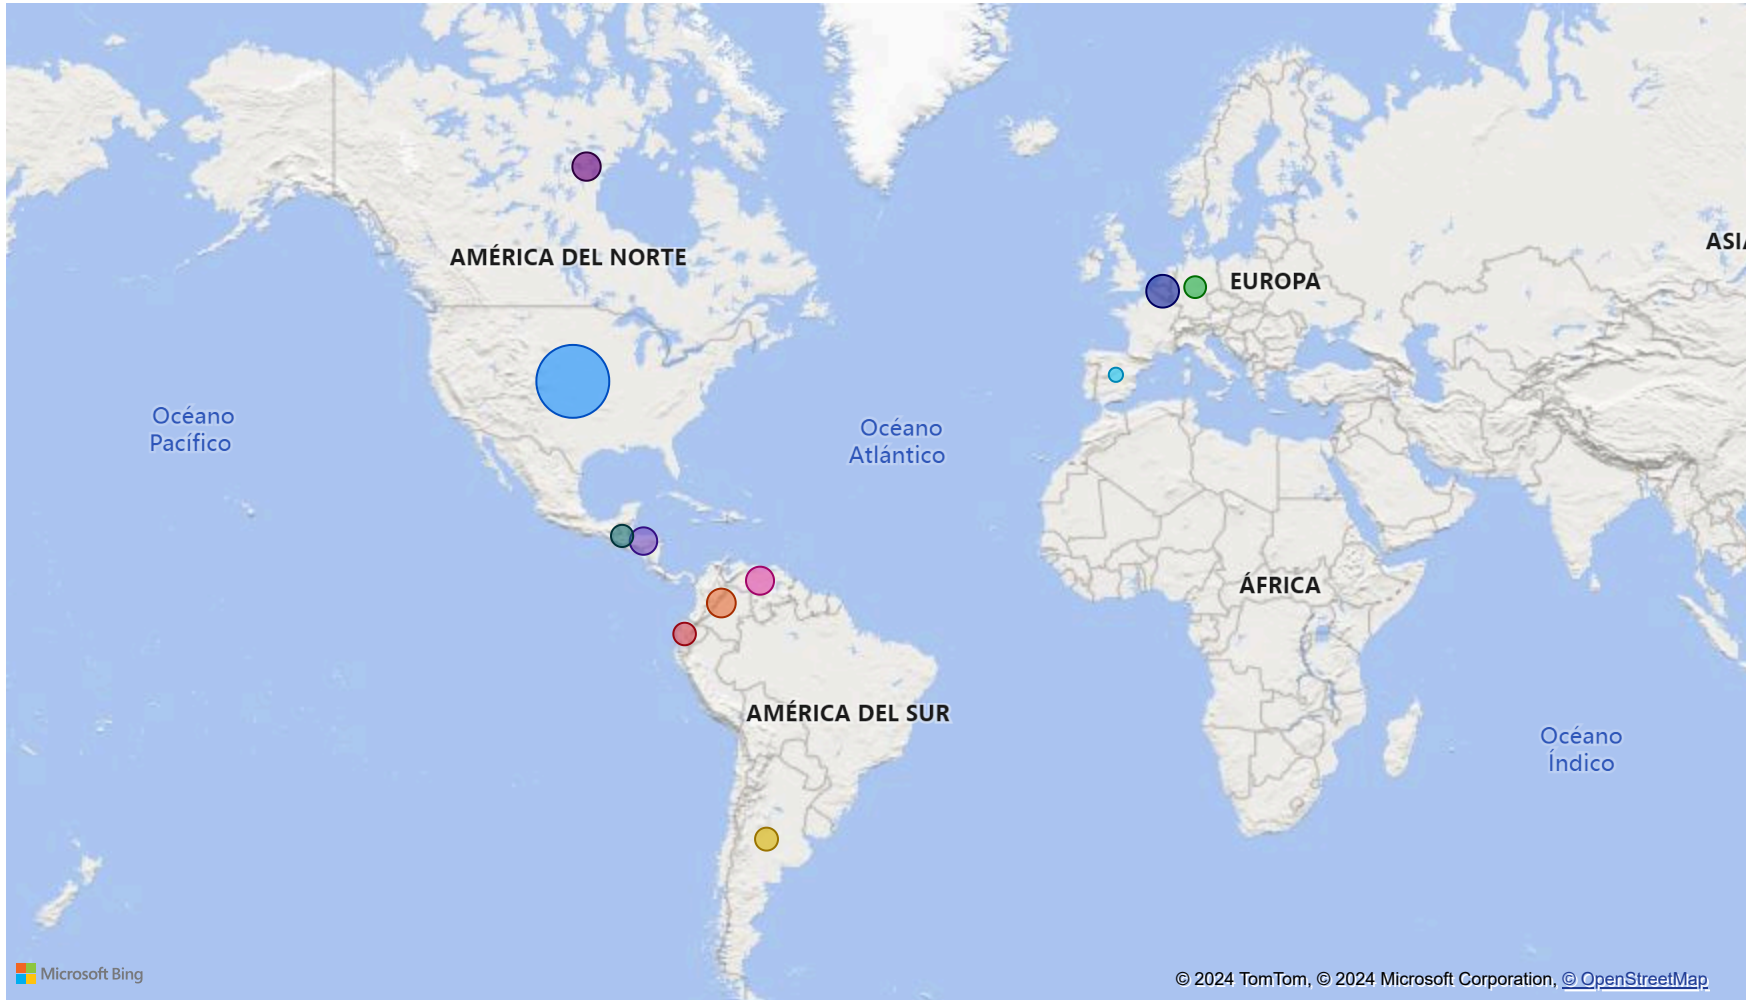 AMÉRICA DEL NORTE
EUROPA
ASIA
Océano
Pacífico
Océano
Atlántico
ÁFRICA
AMÉRICA DEL SUR
Océano
Índico
Microsoft Bing
© 2024 TomTom, © 2024 Microsoft Corporation, © OpenStreetMap